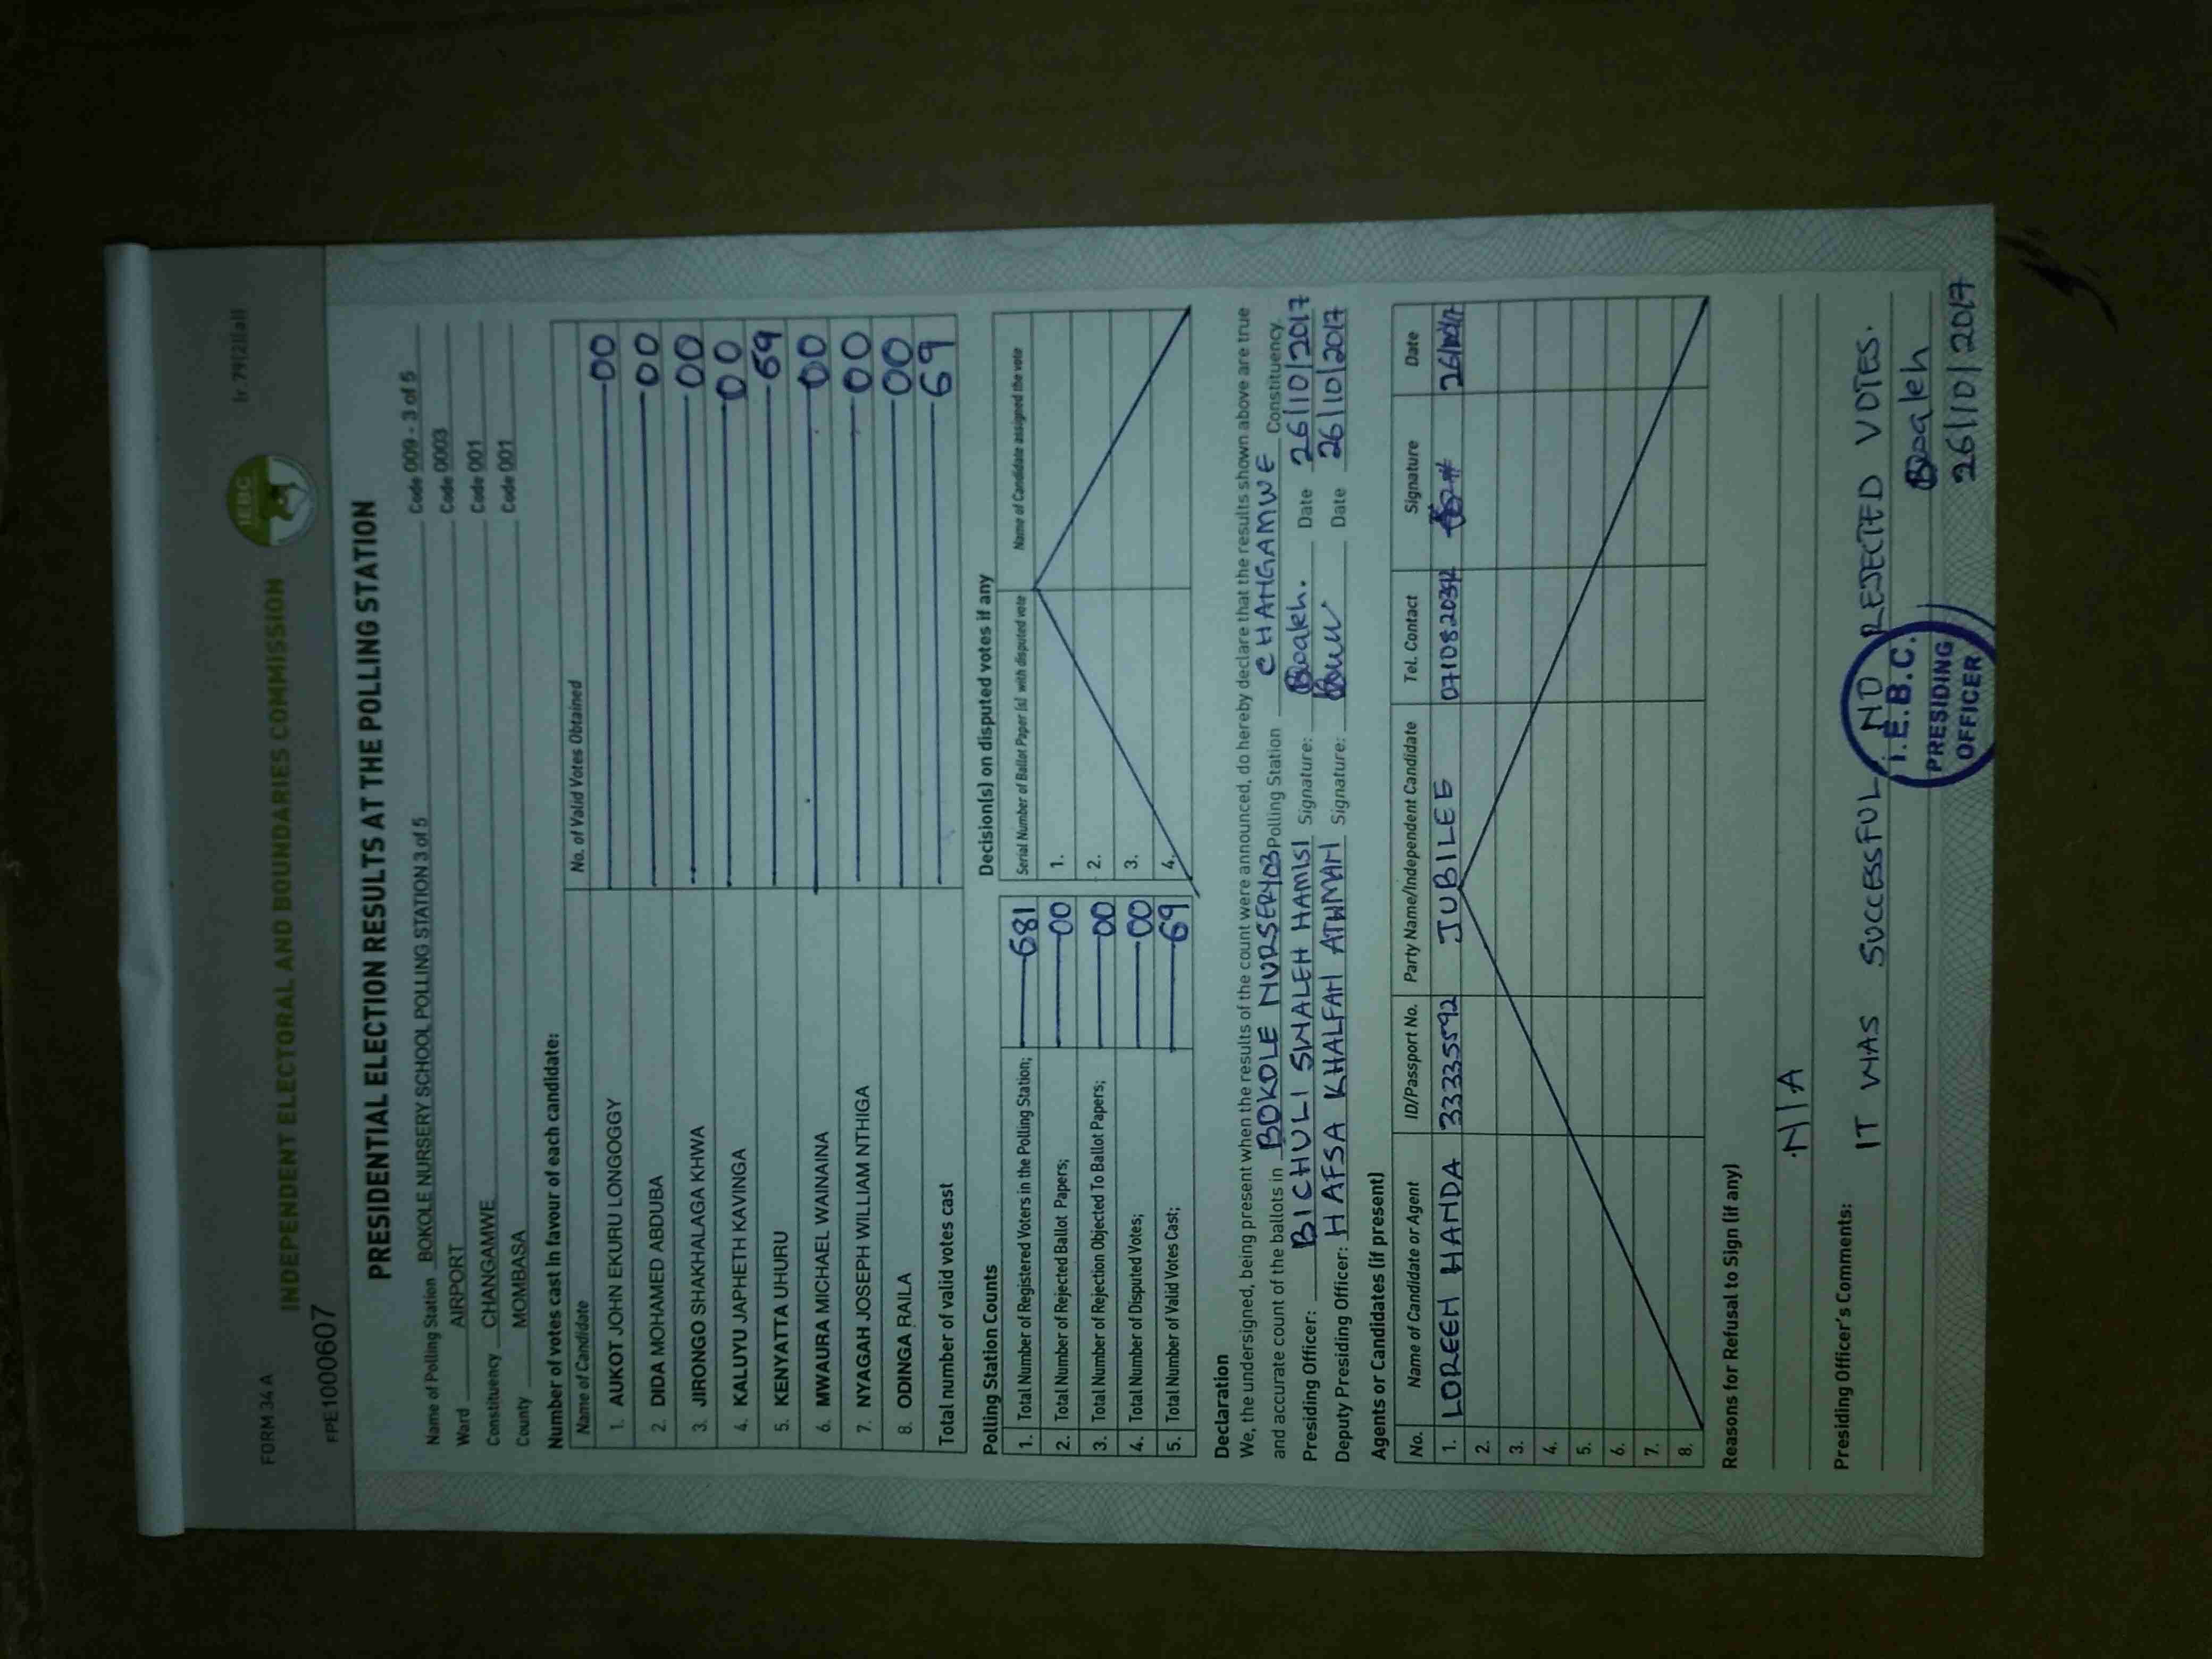 FORM 34 A
(r. 79(2)(a))
IEBC
INDEPENDENT ELECTORAL AND BOUNDARIES COMMISSION
FPE1000607
PRESIDENTIAL ELECTION RESULTS AT THE POLLING STATION
Name of Polling Station BOKOLE NURSERY SCHOOL POLLING STATION 3 of 5 Code 009 - 3 of 5
Ward AIRPORT Code 0003
Constituency CHANGAMWE Code 001
County MOMBASA Code 001
Number of votes cast in favour of each candidate:
Name of Candidate No. of Valid Votes Obtained
1. AUKOT JOHN EKURU LONGOGGY 00
2. DIDA MOHAMED ABDUBA 00
3. JIRONGO SHAKHALAGA KHWA 00
4. KALUYU JAPHETH KAVINGA 00
5. KENYATTA UHURU 69
6. MWAURA MICHAEL WAINAINA 00
7. NYAGAH JOSEPH WILLIAM NTHIGA 00
8. ODINGA RAILA 00
Total number of valid votes cast 69
Polling Station Counts
1. Total Number of Registered Voters in the Polling Station; 681
2. Total Number of Rejected Ballot Papers; 00
3. Total Number of Rejection Objected To Ballot Papers; 00
4. Total Number of Disputed Votes; 00
5. Total Number of Valid Votes Cast; 69
Decision(s) on disputed votes if any
Serial Number of Ballot Paper (s) with disputed vote Name of Candidate assigned the vote
1.
2.
3.
4.
Declaration
We, the undersigned, being present when the results of the count were announced, do hereby declare that the results shown above are true
and accurate count of the ballots in BOKOLE NURSERY03 Polling Station CHANGAMWE Constituency.
Presiding Officer: BICHULI SWALEH HAMISI Signature: Date 26/10/2017
Deputy Presiding Officer: HAFSA KHALFAN ATHMAN Signature: Date 26/10/2017
Agents or Candidates (if present)
No. Name of Candidate or Agent ID/Passport No. Party Name/Independent Candidate Tel. Contact Signature Date
1. LOREEN HANDA 33335592 JUBILEE
2.
3.
4.
5.
6.
7.
8.
Reasons for Refusal to Sign (if any)
N/A
Presiding Officer's Comments:
IT WAS SUCCESSFUL, NO REJECTED VOTES.
26/10/2017
I.E.B.C.
PRESIDING
OFFICER